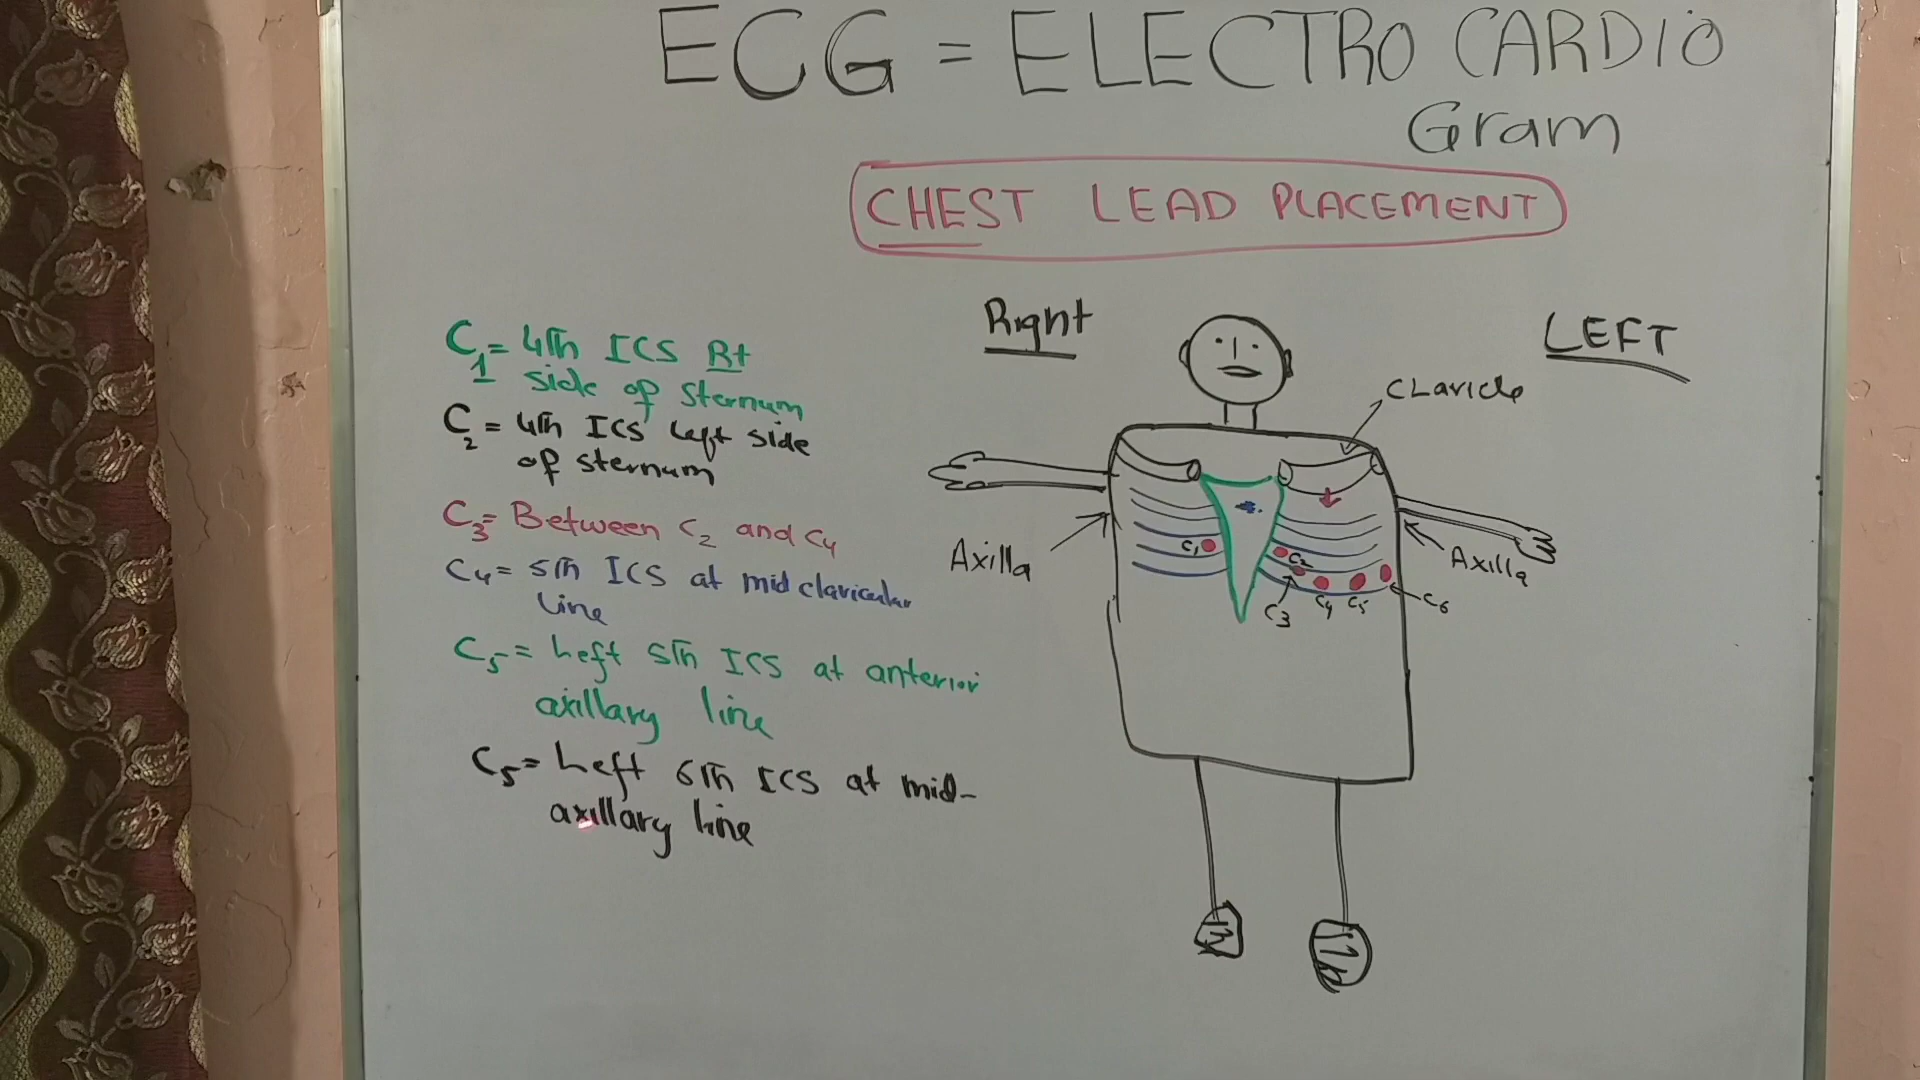 ECG = ELECTRO CARDIO
Gram
CHEST LEAD PLACEMENT
Right
LEFT
Clavicle
Axilla
Axilla
C1
C2
C3
C4
C5
C6
C1 = 4Th ICS Rt
side of sternum
C2 = 4Th ICS left side
of sternum
C3 = Between C2 and C4
C4 = 5Th ICS at mid clavicular
line
C5 = Left 5Th ICS at anterior
axillary line
C5 = Left 6Th ICS at mid-
axillary line